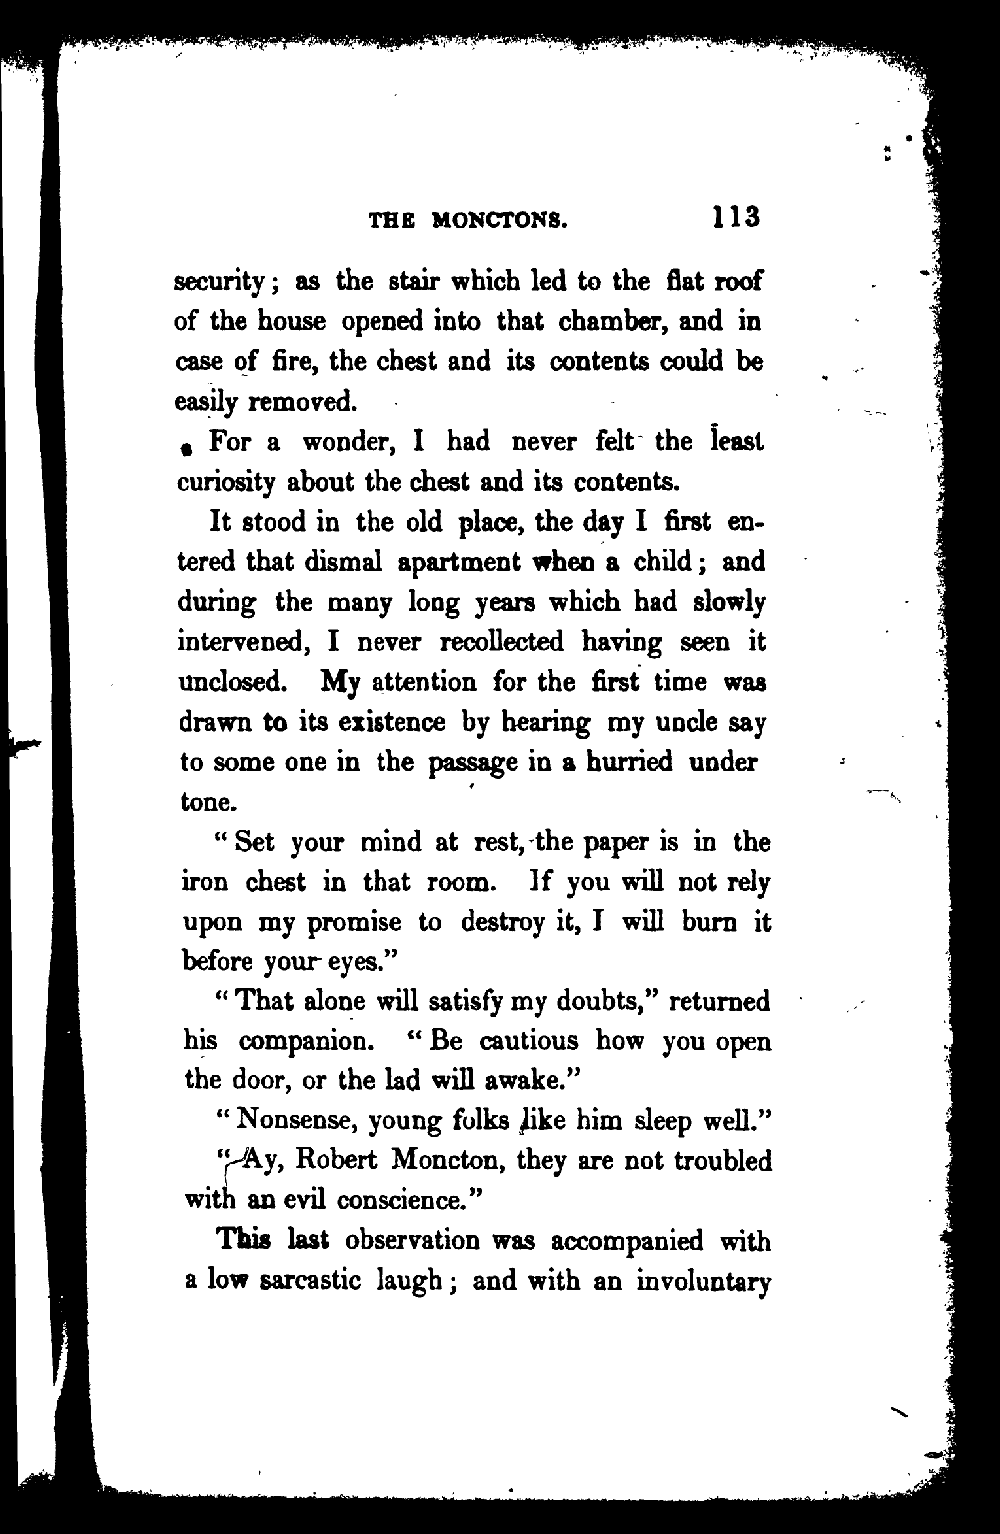 THE MONCTONS. 113
security; as the stair which led to the flat roof
of the house opened into that chamber, and in
case of fire, the chest and its contents could be
easily removed.
For a wonder, I had never felt the least
curiosity about the chest and its contents.
It stood in the old place, the day I first en-
tered that dismal apartment when a child; and
during the many long years which had slowly
intervened, I never recollected having seen it
unclosed. My attention for the first time was
drawn to its existence by hearing my uncle say
to some one in the passage in a hurried under
tone.
“Set your mind at rest, the paper is in the
iron chest in that room. If you will not rely
upon my promise to destroy it, I will burn it
before your eyes.”
“That alone will satisfy my doubts,” returned
his companion. “Be cautious how you open
the door, or the lad will awake.”
“Nonsense, young folks like him sleep well.”
“Ay, Robert Moncton, they are not troubled
with an evil conscience.”
This last observation was accompanied with
a low sarcastic laugh; and with an involuntary